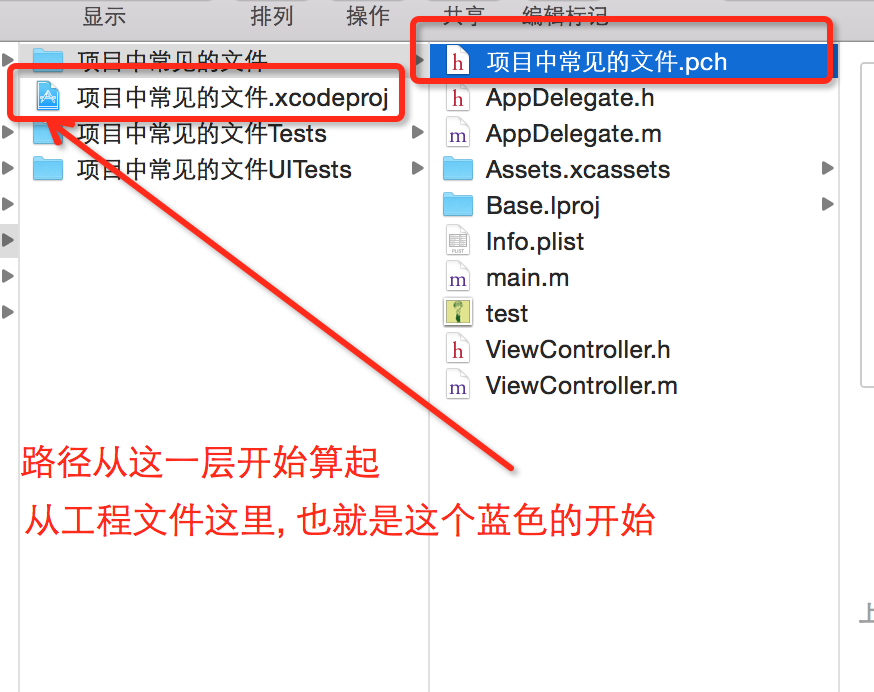 显示 排列 操作 共享 编辑标记
项目中常见的文件
项目中常见的文件.xcodeproj
项目中常见的文件Tests
项目中常见的文件UITests
项目中常见的文件.pch
AppDelegate.h
AppDelegate.m
Assets.xcassets
Base.lproj
Info.plist
main.m
test
ViewController.h
ViewController.m
路径从这一层开始算起
从工程文件这里, 也就是这个蓝色的开始